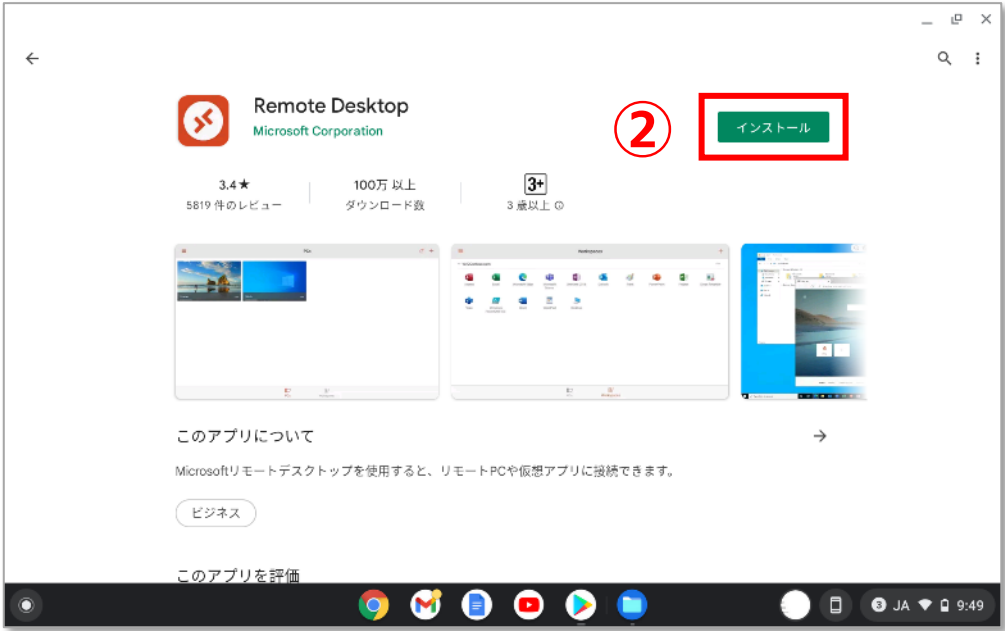 Remote Desktop
Microsoft Corporation
②
インストール
3.4★
5819 件のレビュー
100万 以上
ダウンロード数
3+
3 歳以上
PCs
Workspaces
このアプリについて
Microsoftリモートデスクトップを使用すると、リモートPCや仮想アプリに接続できます。
ビジネス
このアプリを評価
3 JA 9:49